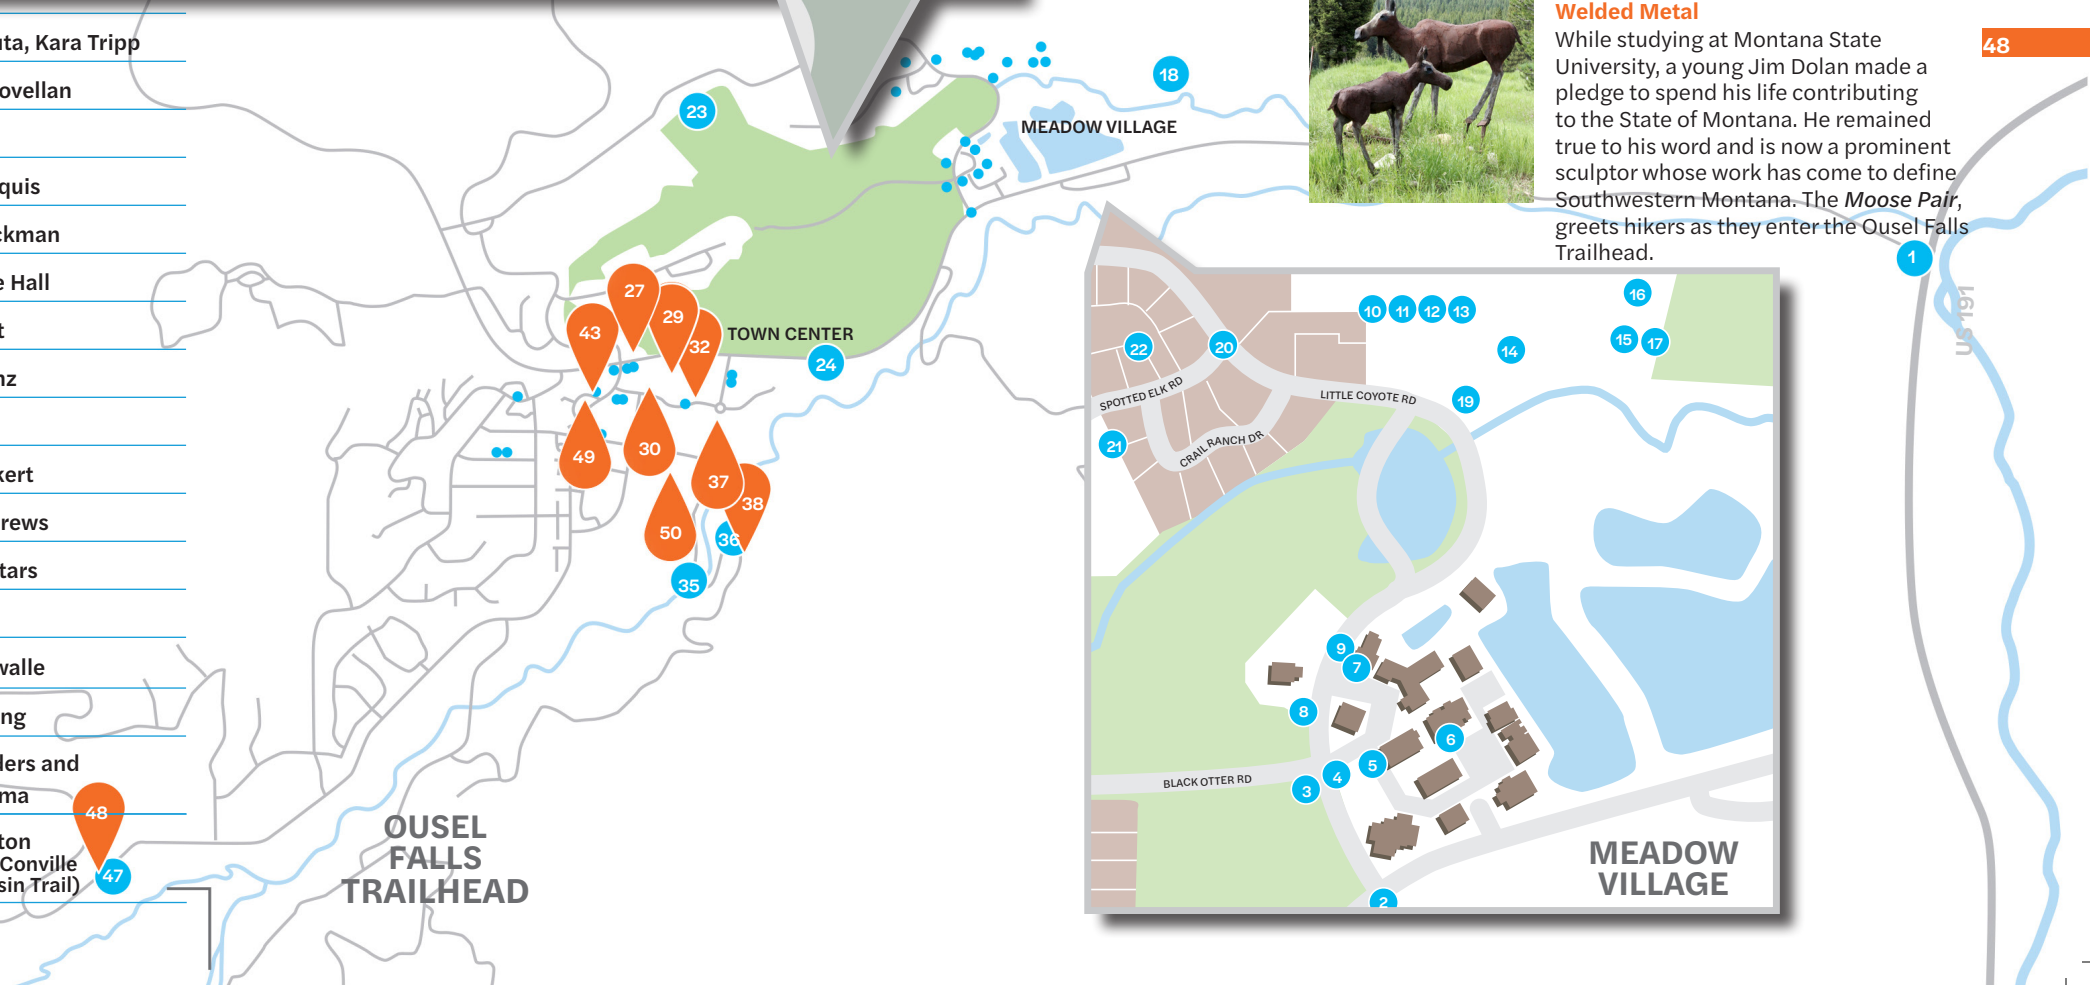 uta, Kara Tripp
ovellan
quis
ckman
e Hall
t
nz
kert
rews
tars
walle
ng
lers and
ma
ton
Conville
sin Trail)
Welded Metal
While studying at Montana State
University, a young Jim Dolan made a
pledge to spend his life contributing
to the State of Montana. He remained
true to his word and is now a prominent
sculptor whose work has come to define
Southwestern Montana. The Moose Pair,
greets hikers as they enter the Ousel Falls
Trailhead.
48
18
23
MEADOW VILLAGE
1
US 191
27
29
43
32
TOWN CENTER
24
30
49
37
38
50
36
35
48
47
OUSEL
FALLS
TRAILHEAD
16
10
11
12
13
15
17
14
22
20
SPOTTED ELK RD
LITTLE COYOTE RD
19
21
CRAIL RANCH DR
9
7
8
6
5
4
3
BLACK OTTER RD
2
MEADOW
VILLAGE